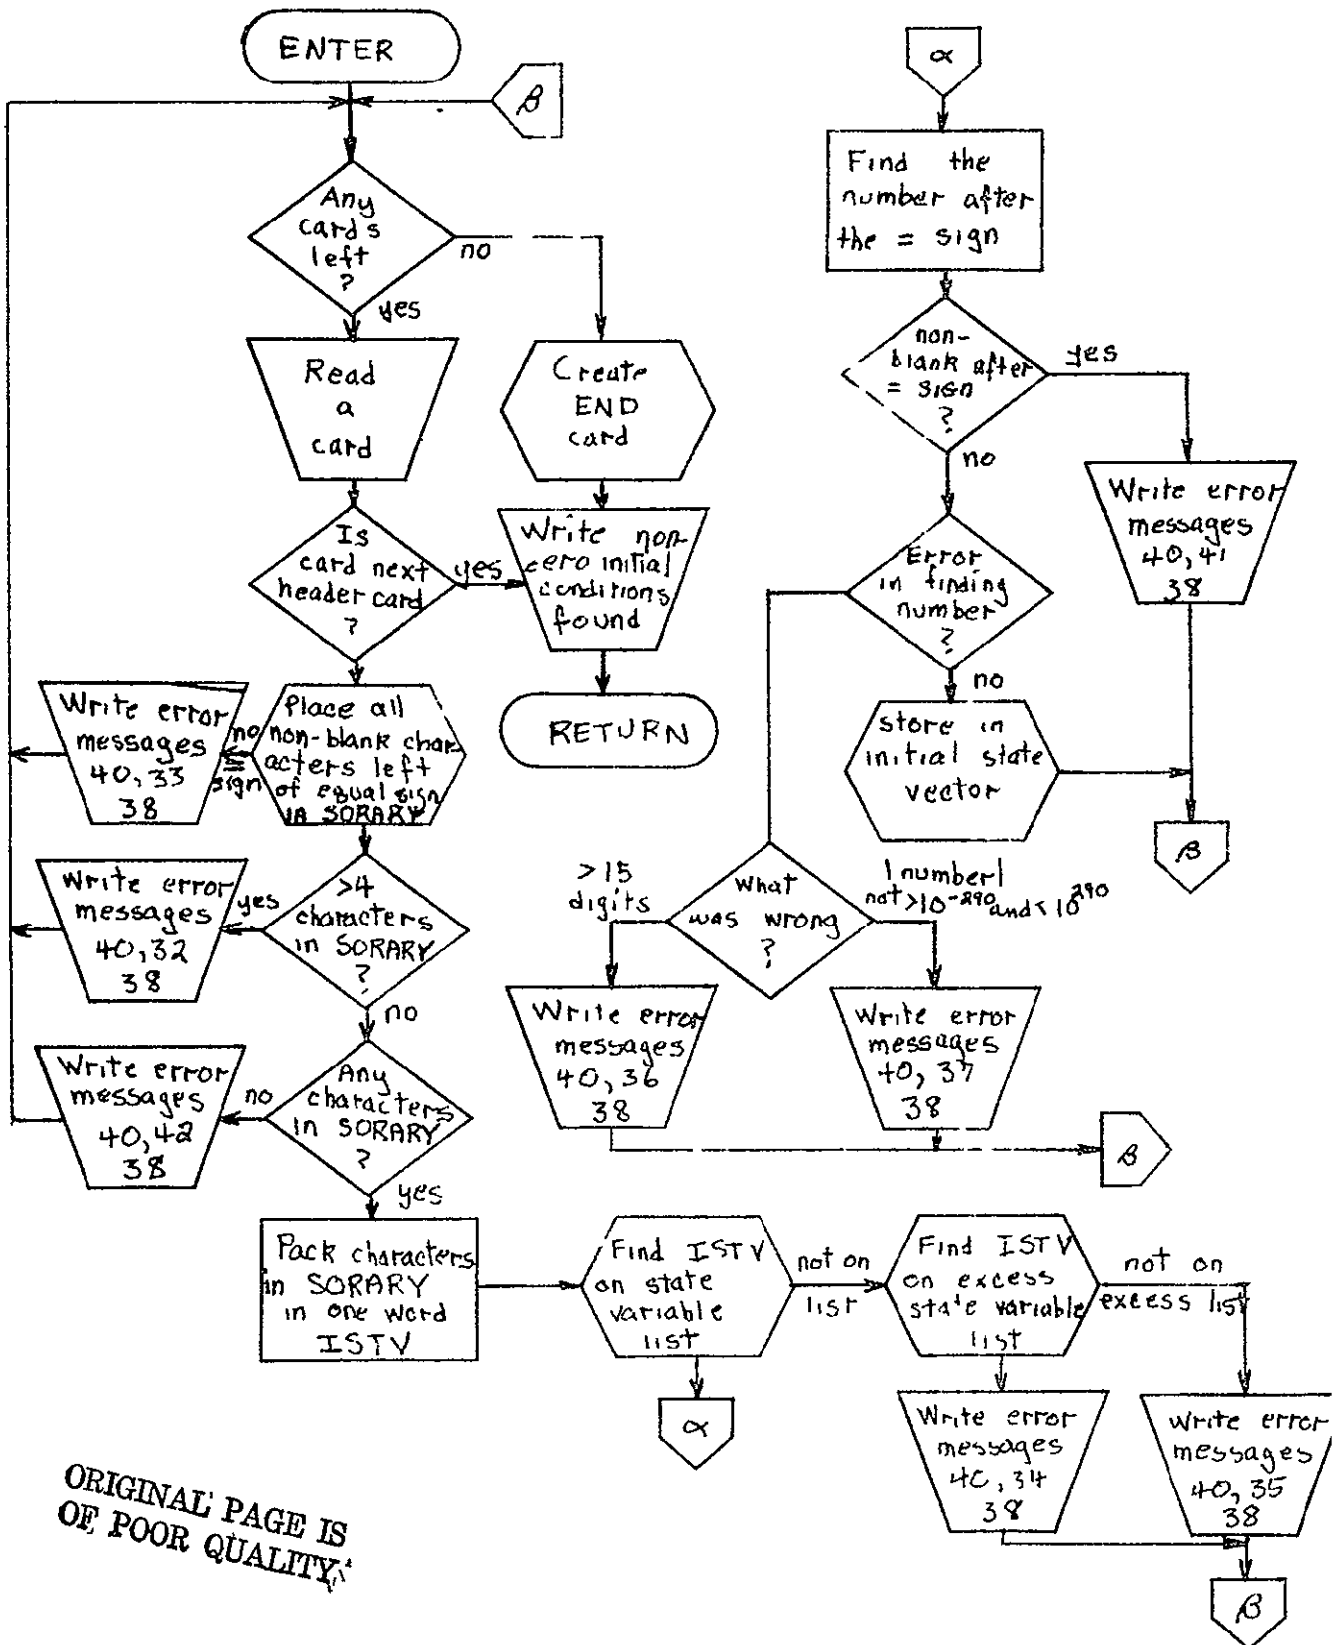 ENTER
β
Any
cards
left
?
no
yes
Read
a
card
Create
END
card
Is
card next
header card
?
yes
Write non-
zero initial
conditions
found
RETURN
Write error
messages
40,33
38
no
=
sign
Place all
non-blank char
acters left
of equal sign
IN SORARY
Write error
messages
40,32
38
yes
>4
characters
in SORARY
?
no
Write error
messages
40,42
38
no
Any
characters
in SORARY
?
yes
Pack characters
in SORARY
in one word
ISTV
Find ISTV
on state
variable
list
not on
list
Find ISTV
on excess
state variable
list
not on
excess list
α
Write error
messages
40,34
38
Write error
messages
40,35
38
β
α
Find the
number after
the = sign
non-
blank after
= sign
?
yes
no
Write error
messages
40,41
38
Error
in finding
number
?
no
store in
initial state
vector
β
>15
digits
What
was wrong
?
|number|
not >10^-290 and < 10^290
Write error
messages
40,36
38
Write error
messages
40,37
38
β
ORIGINAL PAGE IS
OF POOR QUALITY